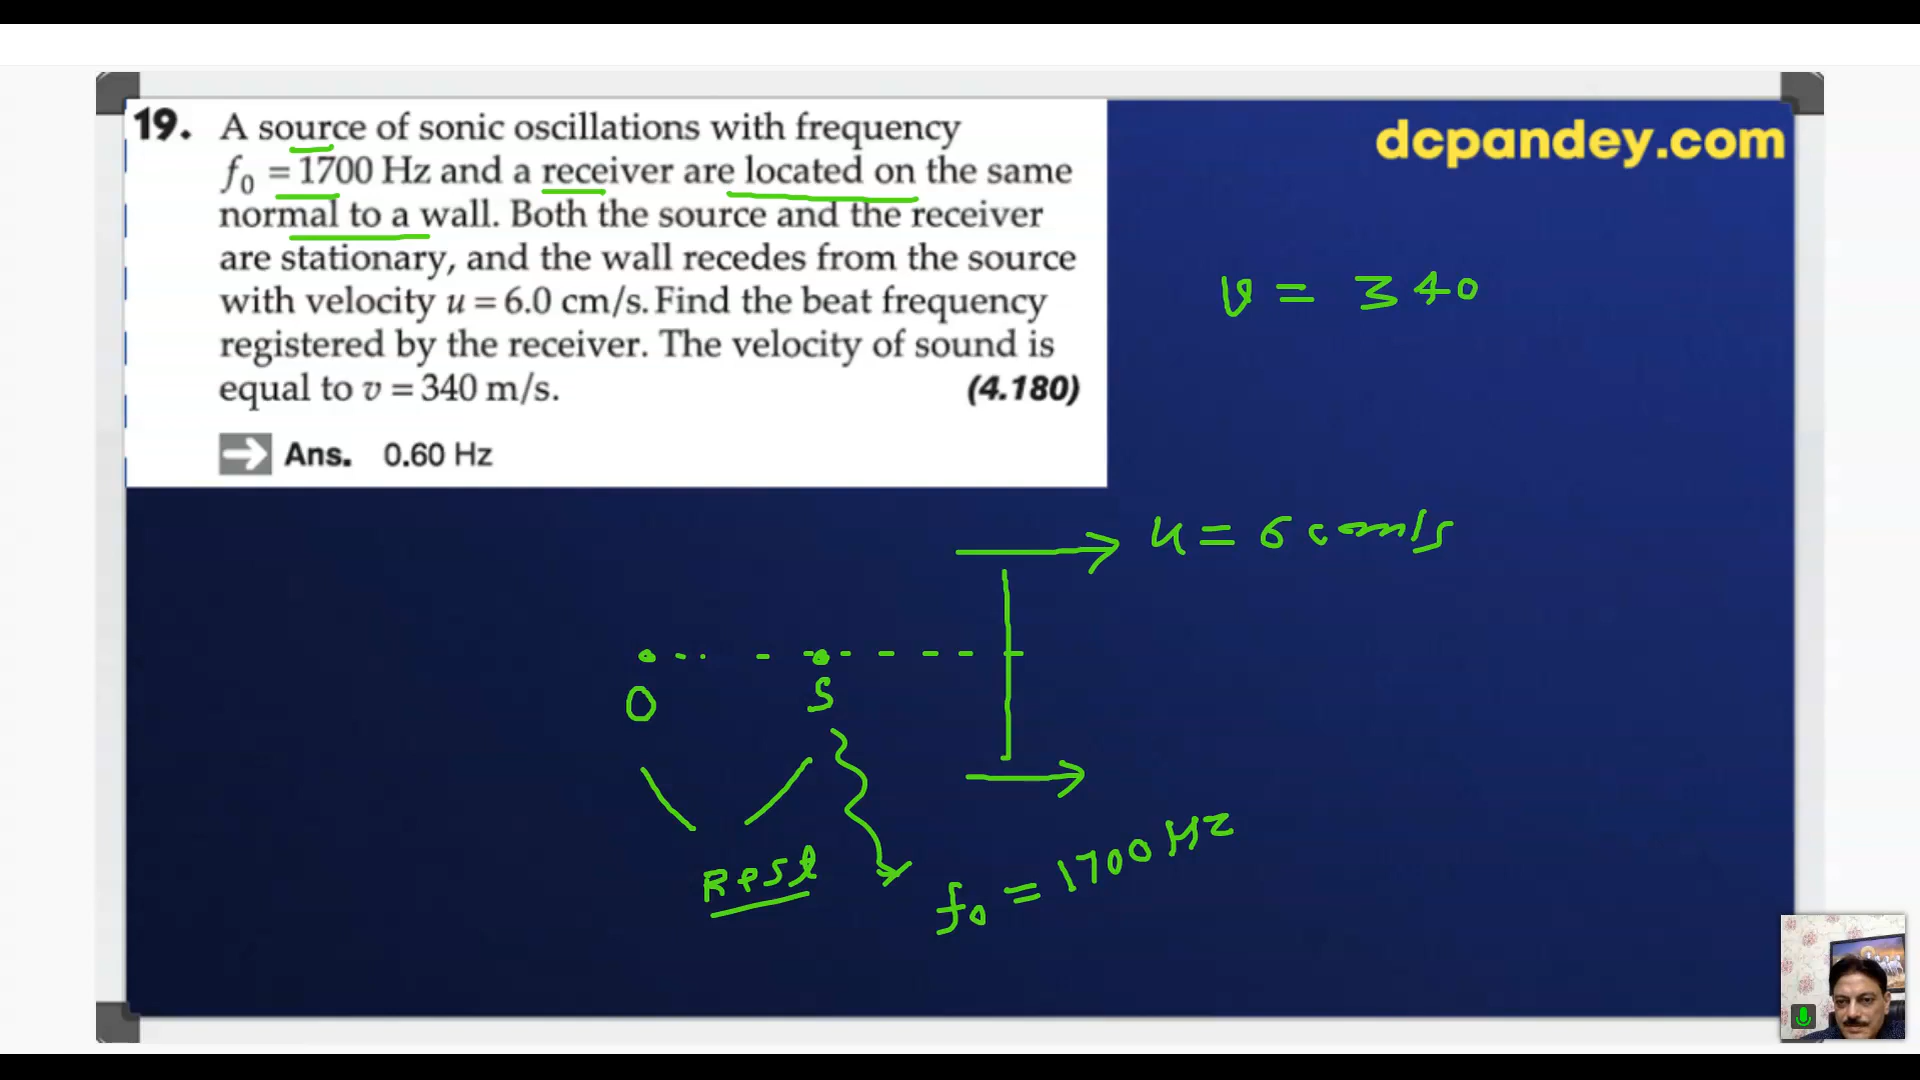 19. A source of sonic oscillations with frequency
f₀ = 1700 Hz and a receiver are located on the same
normal to a wall. Both the source and the receiver
are stationary, and the wall recedes from the source
with velocity u = 6.0 cm/s. Find the beat frequency
registered by the receiver. The velocity of sound is
equal to v = 340 m/s. (4.180)
Ans. 0.60 Hz
dcpandey.com
v = 340
u = 6 cm/s
O S
Rest
f₀ = 1700 Hz